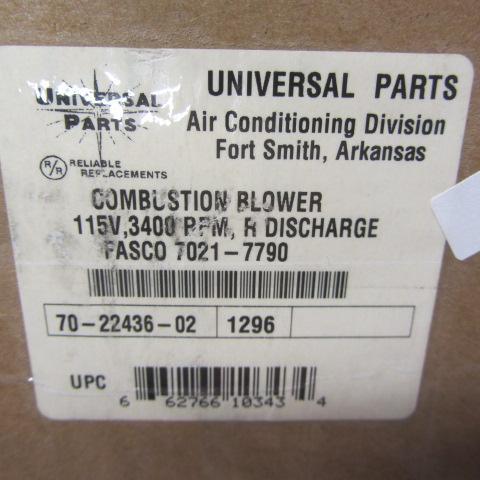 UNIVERSAL PARTS
UNIVERSAL PARTS
Air Conditioning Division
Fort Smith, Arkansas
R/R RELIABLE REPLACEMENTS
COMBUSTION BLOWER
115V,3400 RPM, R DISCHARGE
FASCO 7021-7790
70-22436-02 1296
UPC
6 62766 10343 4